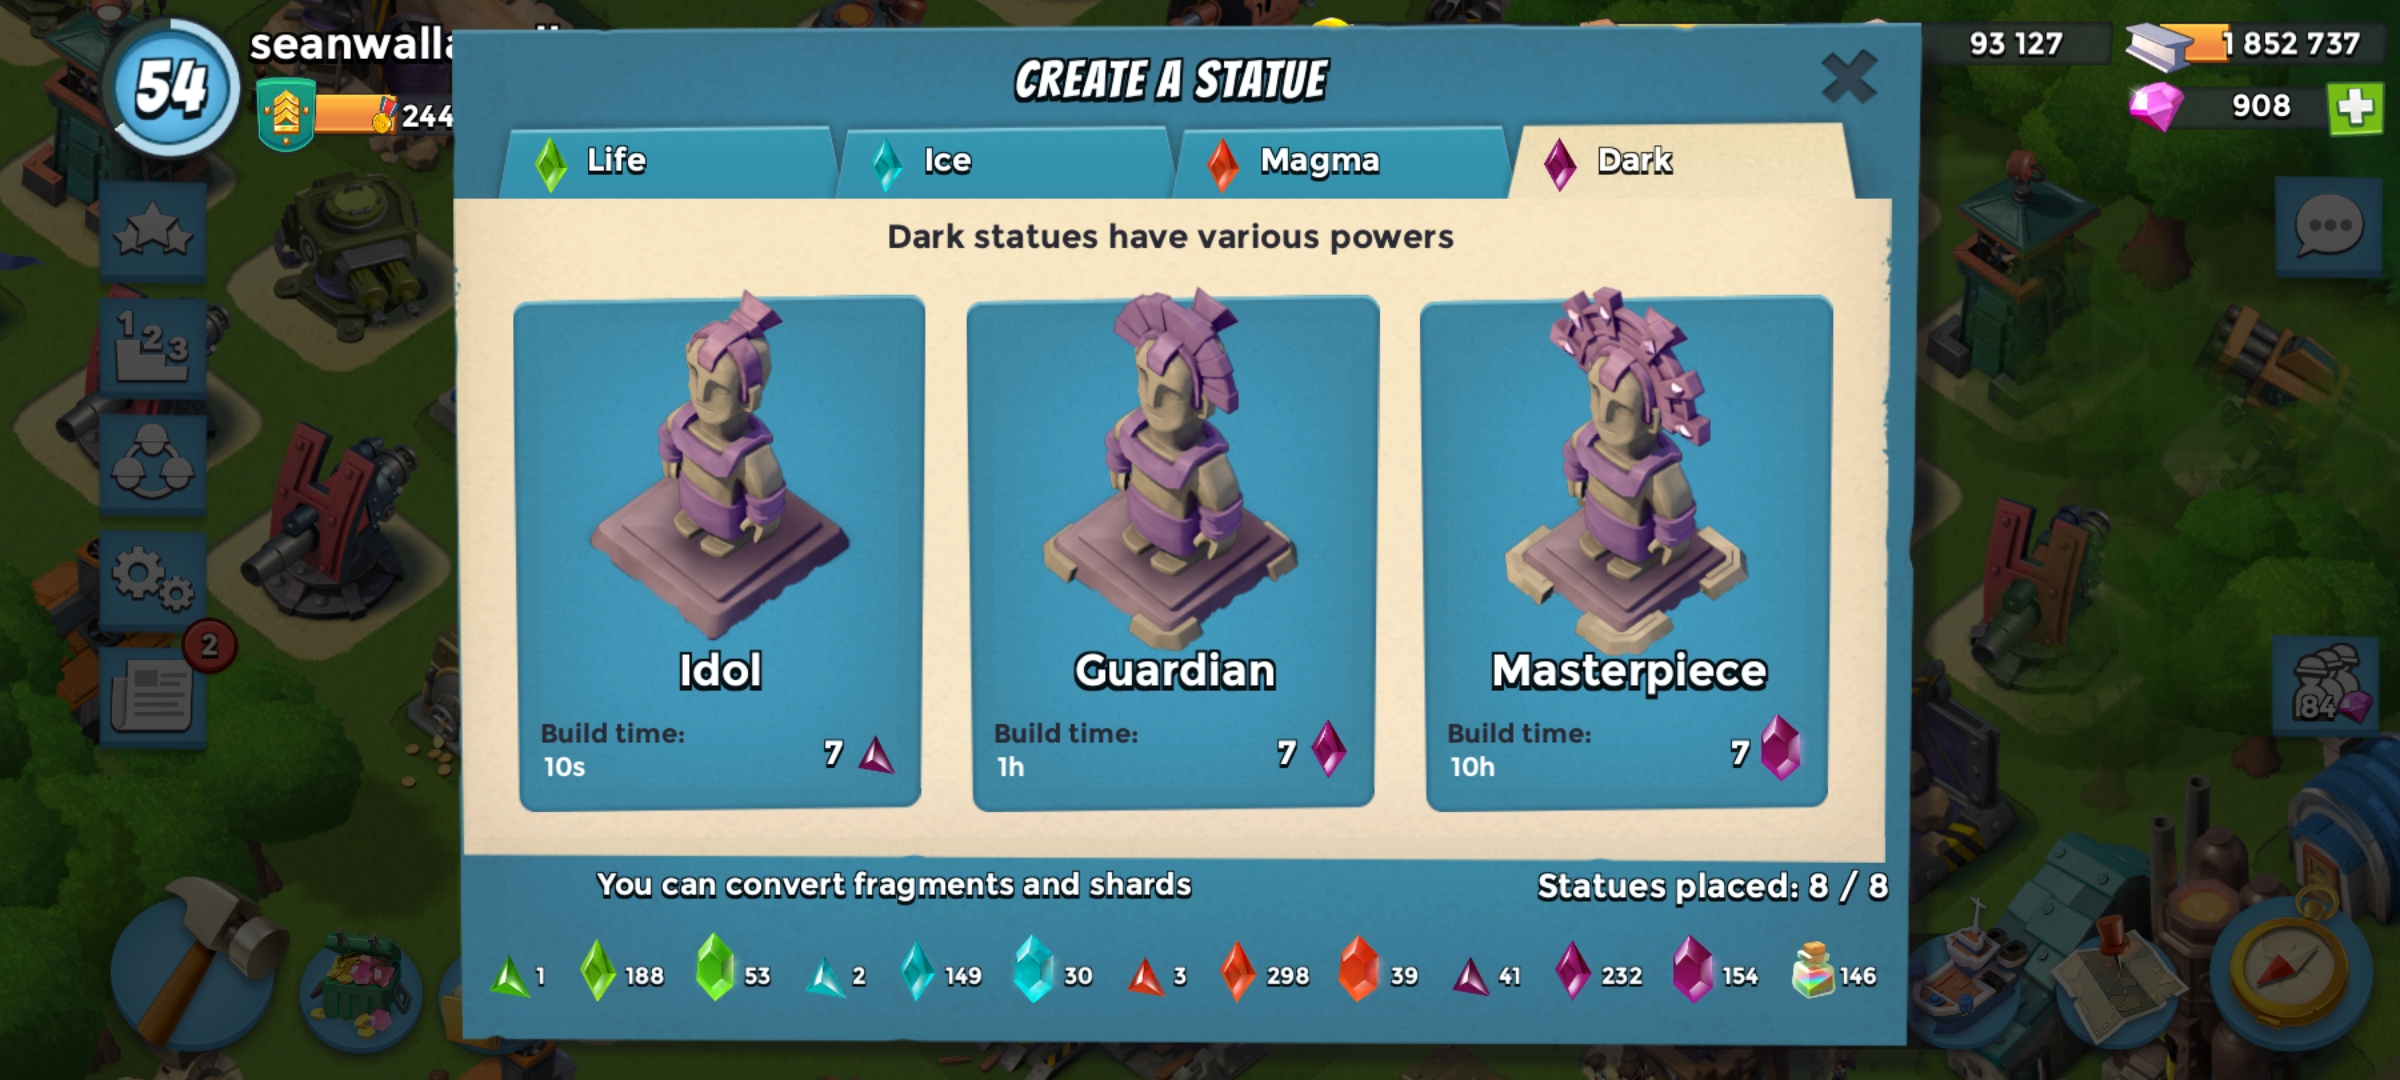 54
244
93 127
1 852 737
908
CREATE A STATUE
Life
Ice
Magma
Dark
Dark statues have various powers
1 2 3
2
Idol
Build time:
10s
7
Guardian
Build time:
1h
7
Masterpiece
Build time:
10h
7
84
You can convert fragments and shards
Statues placed: 8 / 8
1 188 53 2 149 30 3 298 39 41 232 154 146